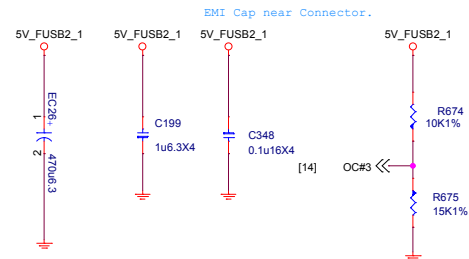 EMI Cap near Connector.
5V_FUSB2_1
5V_FUSB2_1
5V_FUSB2_1
5V_FUSB2_1
1
EC26+
2
470u6.3
C199
1u6.3X4
C348
0.1u16X4
R674
10K1%
[14]
OC#3
R675
15K1%